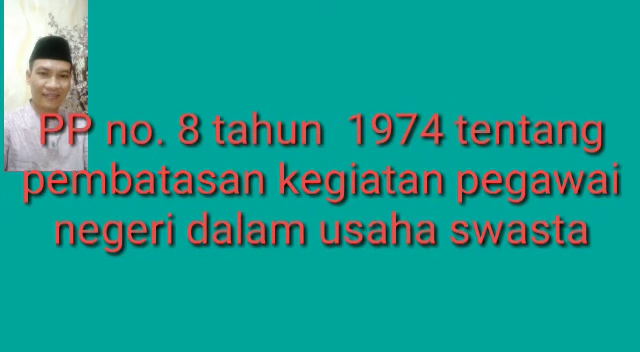 PP no. 8 tahun 1974 tentang
pembatasan kegiatan pegawai
negeri dalam usaha swasta